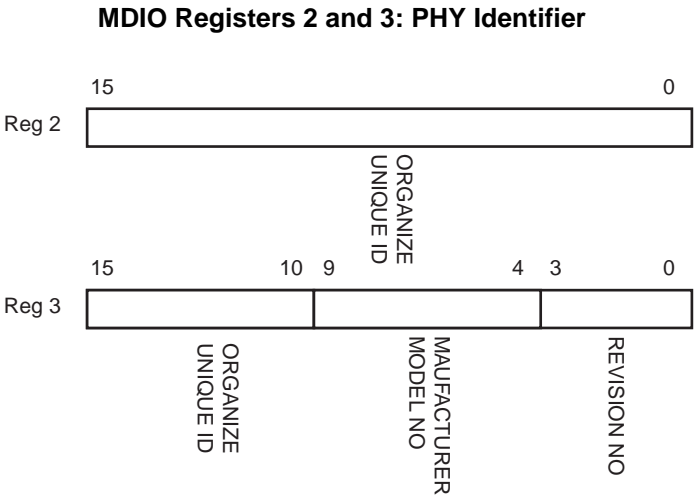 MDIO Registers 2 and 3: PHY Identifier
15 0
Reg 2
ORGANIZE
UNIQUE ID
15 10 9 4 3 0
Reg 3
ORGANIZE
UNIQUE ID
MAUFACTURER
MODEL NO
REVISION NO